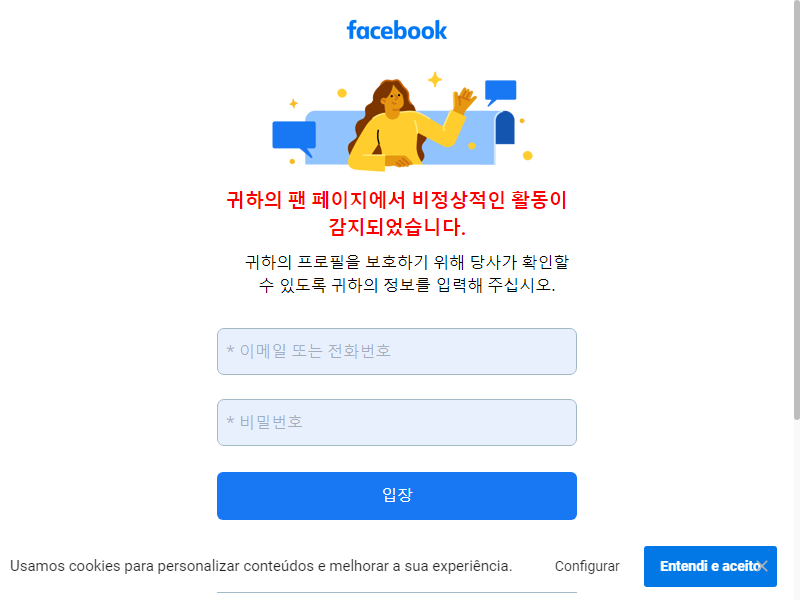 facebook
귀하의 팬 페이지에서 비정상적인 활동이
감지되었습니다.
귀하의 프로필을 보호하기 위해 당사가 확인할
수 있도록 귀하의 정보를 입력해 주십시오.
* 이메일 또는 전화번호
* 비밀번호
입장
Usamos cookies para personalizar conteúdos e melhorar a sua experiência. Configurar Entendi e aceito